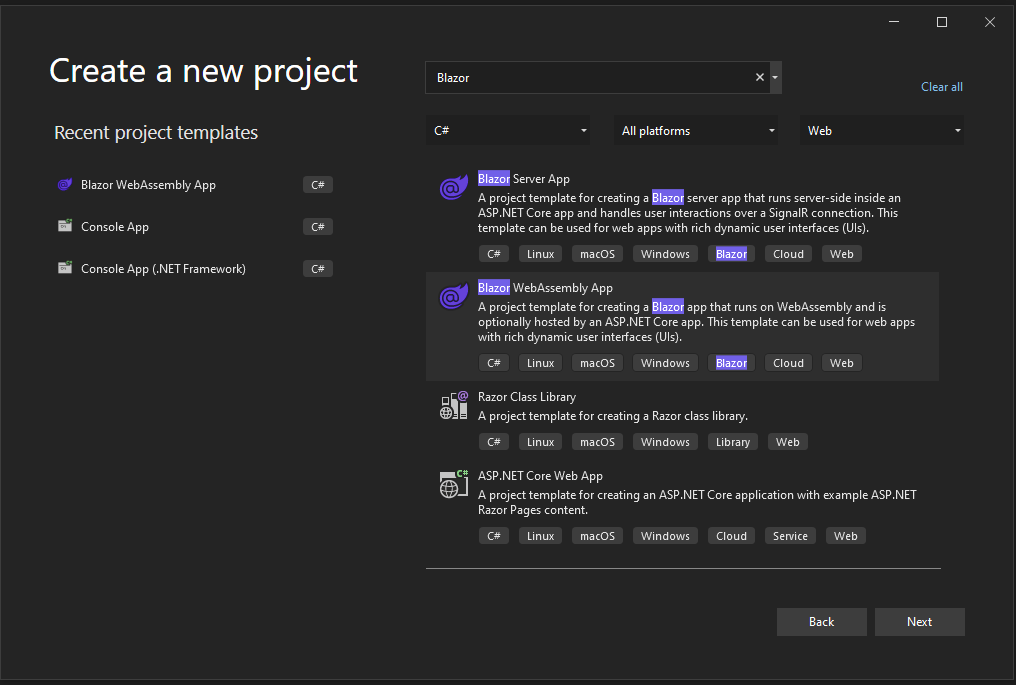 Create a new project
Blazor
Clear all
Recent project templates
C#
All platforms
Web
Blazor WebAssembly App
C#
Console App
C#
Console App (.NET Framework)
C#
Blazor Server App
A project template for creating a Blazor server app that runs server-side inside an
ASP.NET Core app and handles user interactions over a SignalR connection. This
template can be used for web apps with rich dynamic user interfaces (UIs).
C# Linux macOS Windows Blazor Cloud Web
Blazor WebAssembly App
A project template for creating a Blazor app that runs on WebAssembly and is
optionally hosted by an ASP.NET Core app. This template can be used for web apps
with rich dynamic user interfaces (UIs).
C# Linux macOS Windows Blazor Cloud Web
Razor Class Library
A project template for creating a Razor class library.
C# Linux macOS Windows Library Web
ASP.NET Core Web App
A project template for creating an ASP.NET Core application with example ASP.NET
Razor Pages content.
C# Linux macOS Windows Cloud Service Web
Back
Next